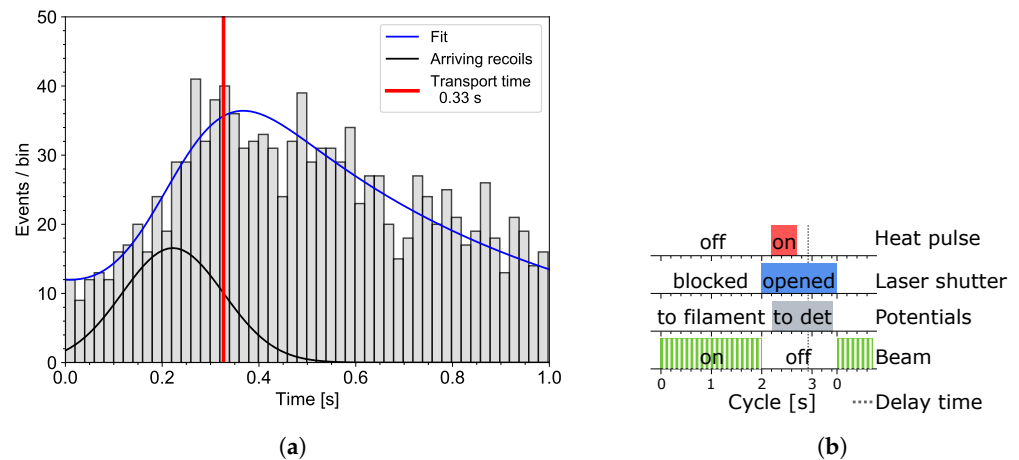 50
40
30
20
10
0
Events / bin
Fit
Arriving recoils
Transport time
0.33 s
0.0 0.2 0.4 0.6 0.8 1.0
Time [s]
(a)
off on Heat pulse
blocked opened Laser shutter
to filament to det Potentials
on off Beam
0 1 2 3 0
Cycle [s] Delay time
(b)